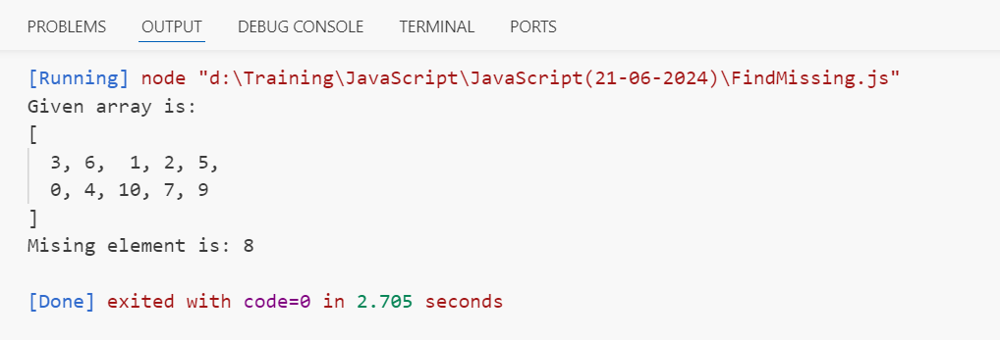 PROBLEMS OUTPUT DEBUG CONSOLE TERMINAL PORTS
[Running] node "d:\Training\JavaScript\JavaScript(21-06-2024)\FindMissing.js"
Given array is:
[
  3, 6,  1, 2, 5,
  0, 4, 10, 7, 9
]
Mising element is: 8
[Done] exited with code=0 in 2.705 seconds